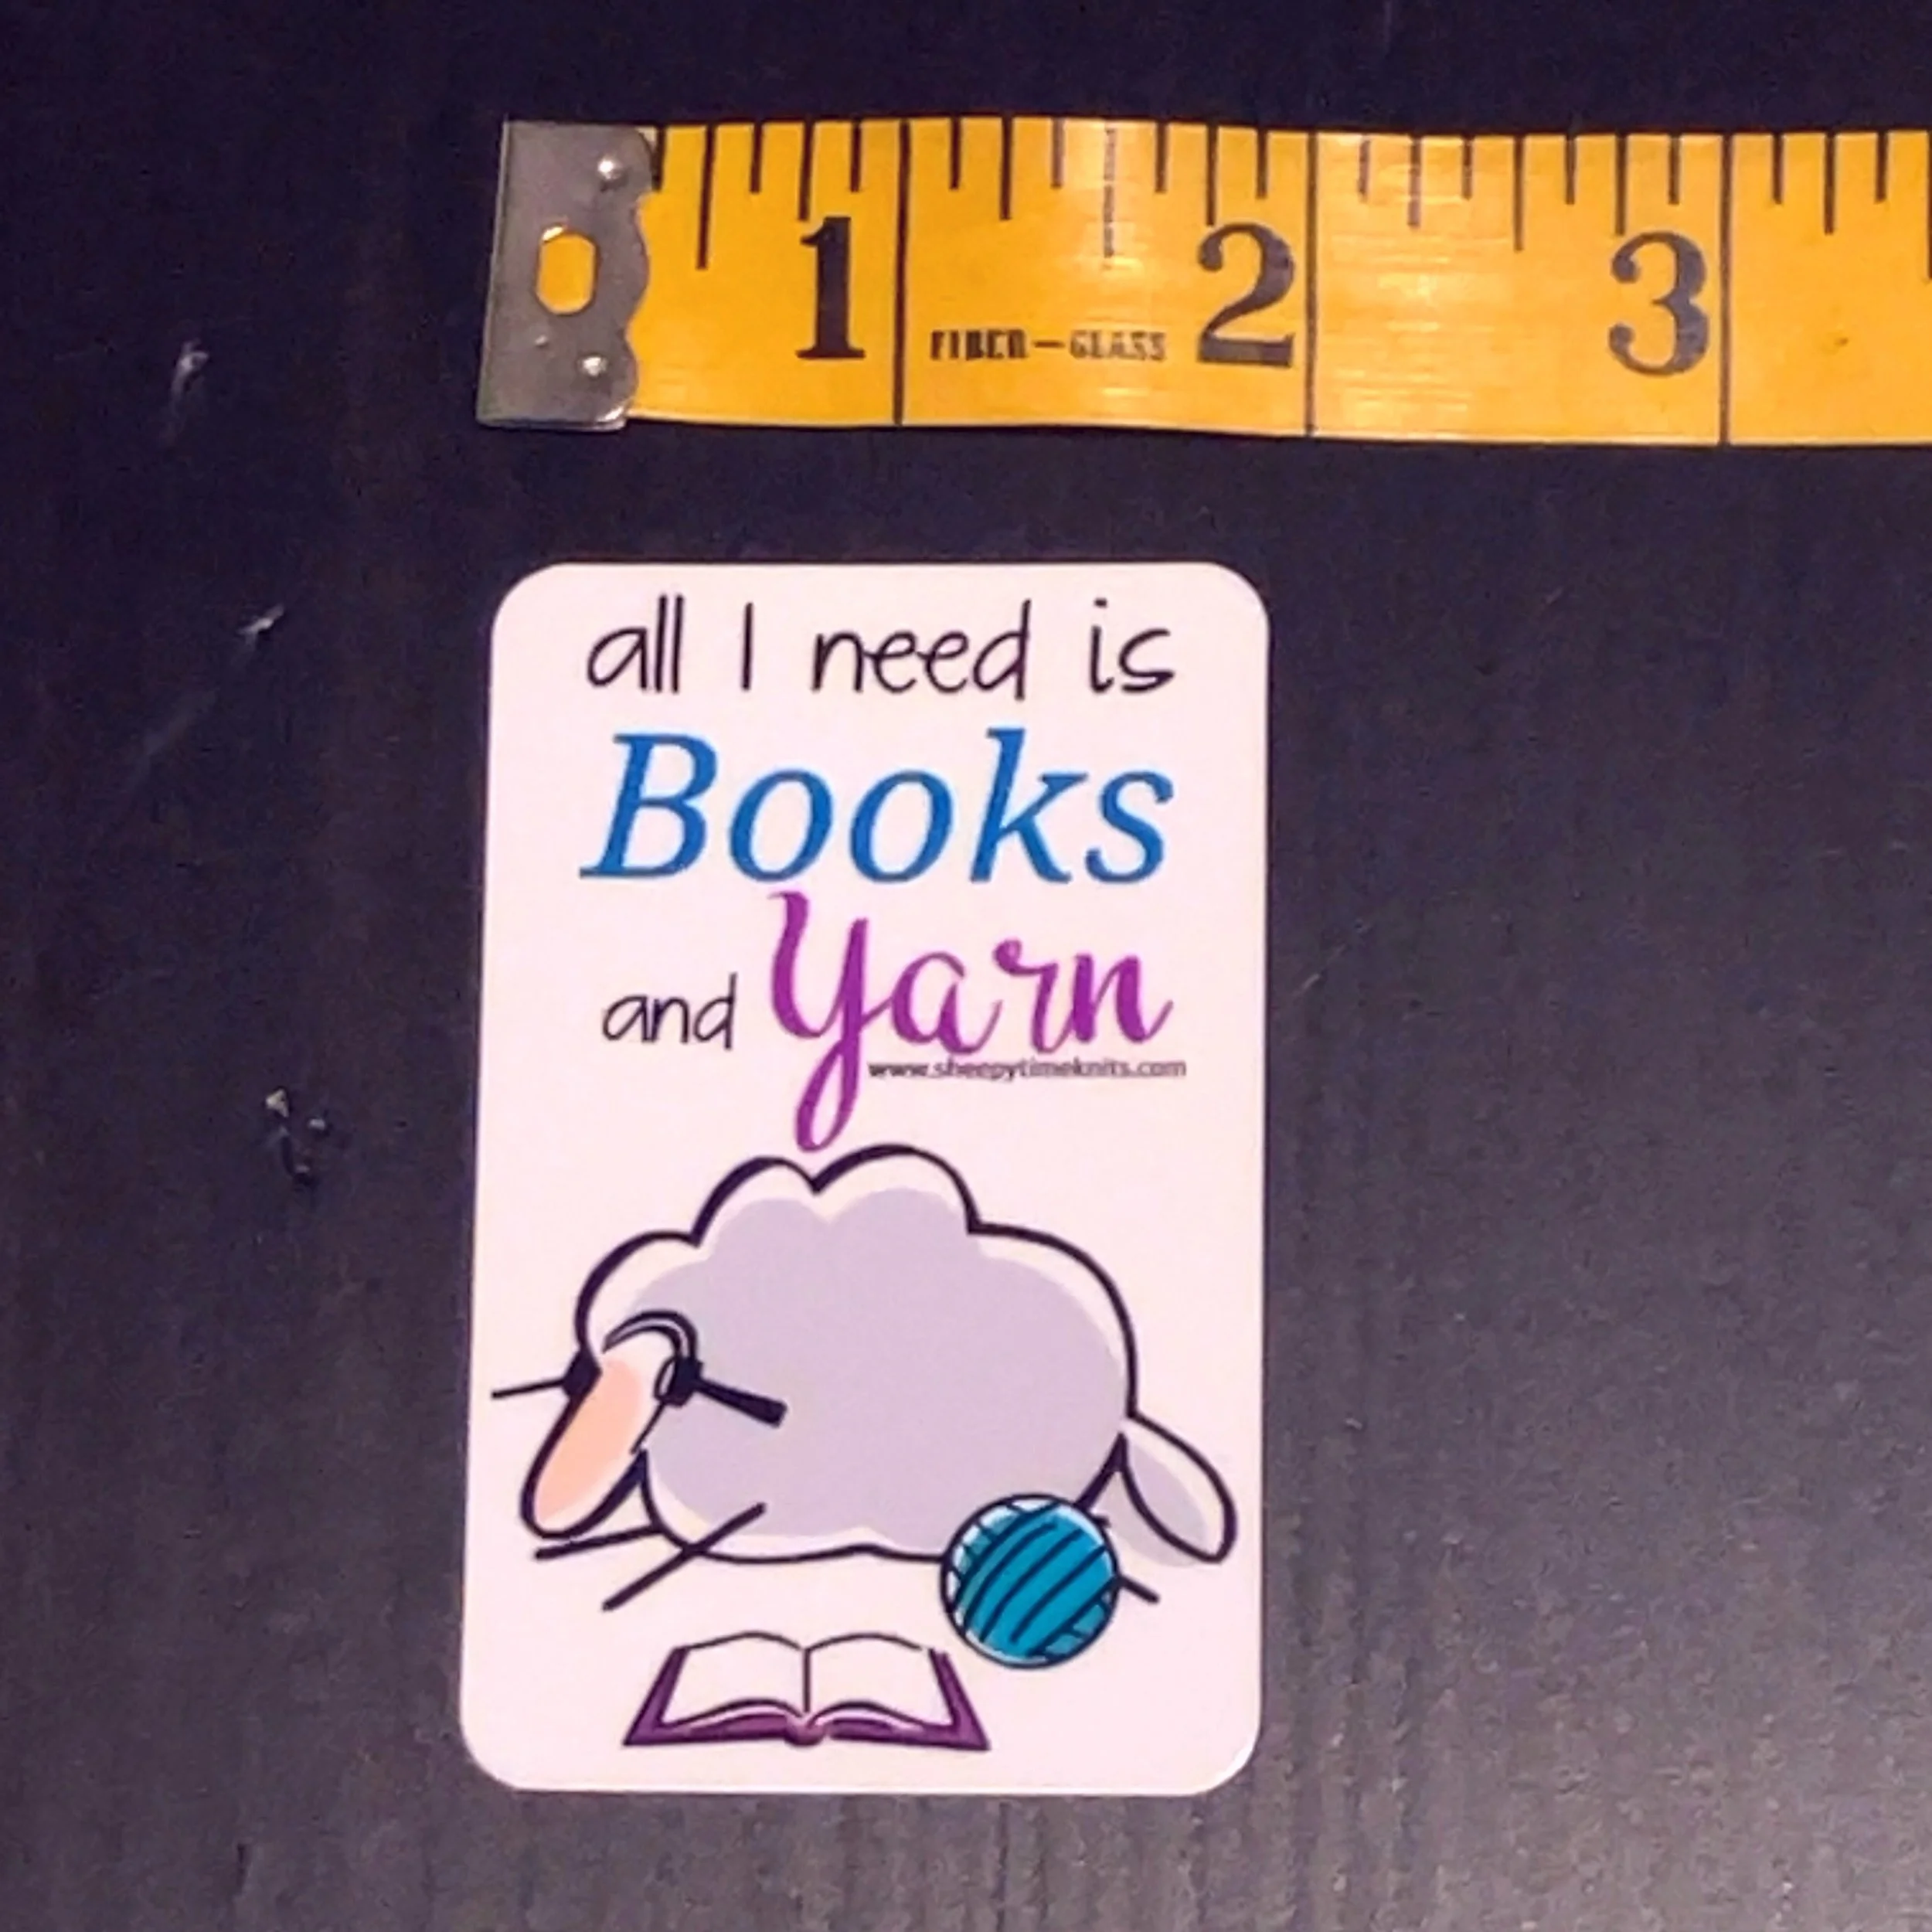 1 2 3
FIBER-GLASS
all I need is
Books
and Yarn
www.sheepytimeknits.com